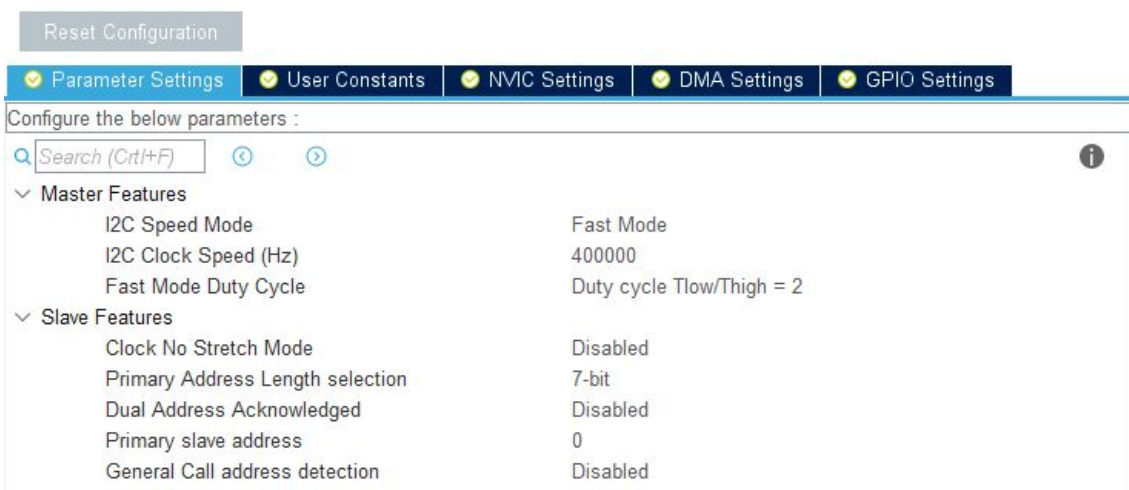 Reset Configuration
Parameter Settings User Constants NVIC Settings DMA Settings GPIO Settings
Configure the below parameters :
Search (Crtl+F)
Master Features
I2C Speed Mode Fast Mode
I2C Clock Speed (Hz) 400000
Fast Mode Duty Cycle Duty cycle Tlow/Thigh = 2
Slave Features
Clock No Stretch Mode Disabled
Primary Address Length selection 7-bit
Dual Address Acknowledged Disabled
Primary slave address 0
General Call address detection Disabled